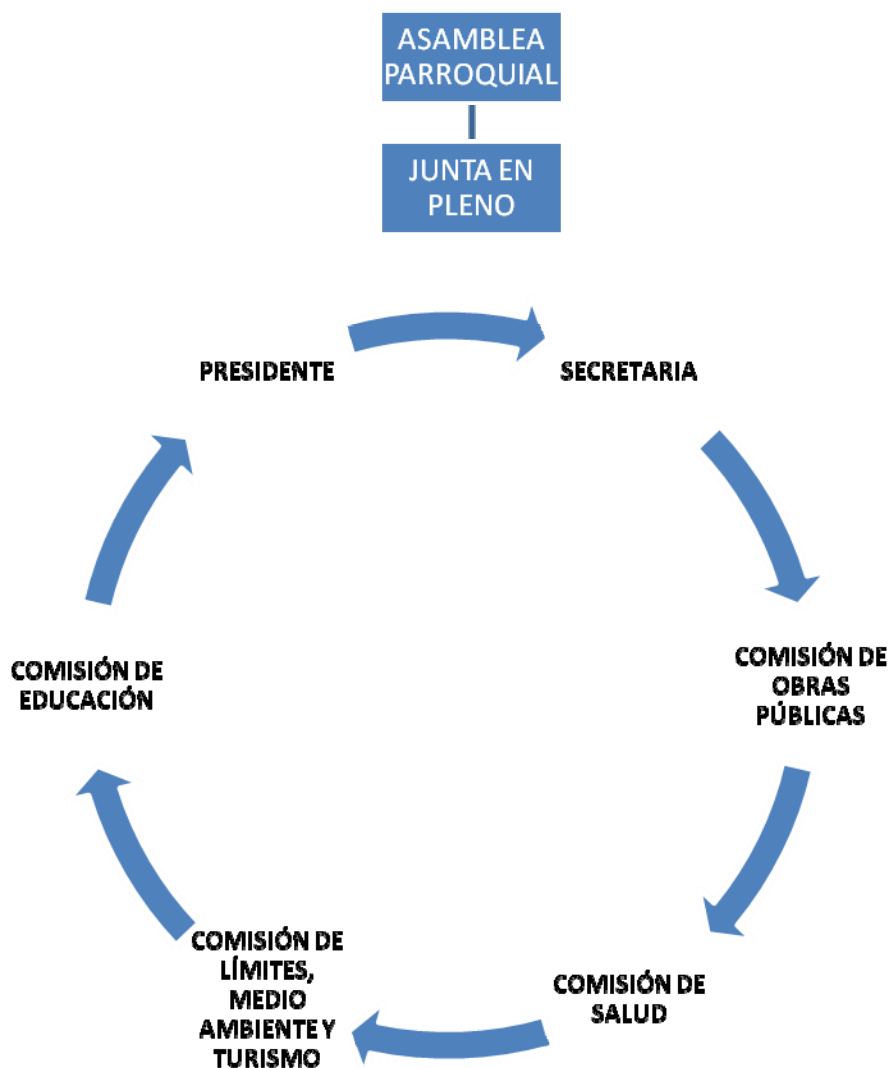 ASAMBLEA
PARROQUIAL
JUNTA EN
PLENO
PRESIDENTE
SECRETARIA
COMISIÓN DE
EDUCACIÓN
COMISIÓN DE
OBRAS
PÚBLICAS
COMISIÓN DE
LÍMITES,
MEDIO
AMBIENTE Y
TURISMO
COMISIÓN DE
SALUD